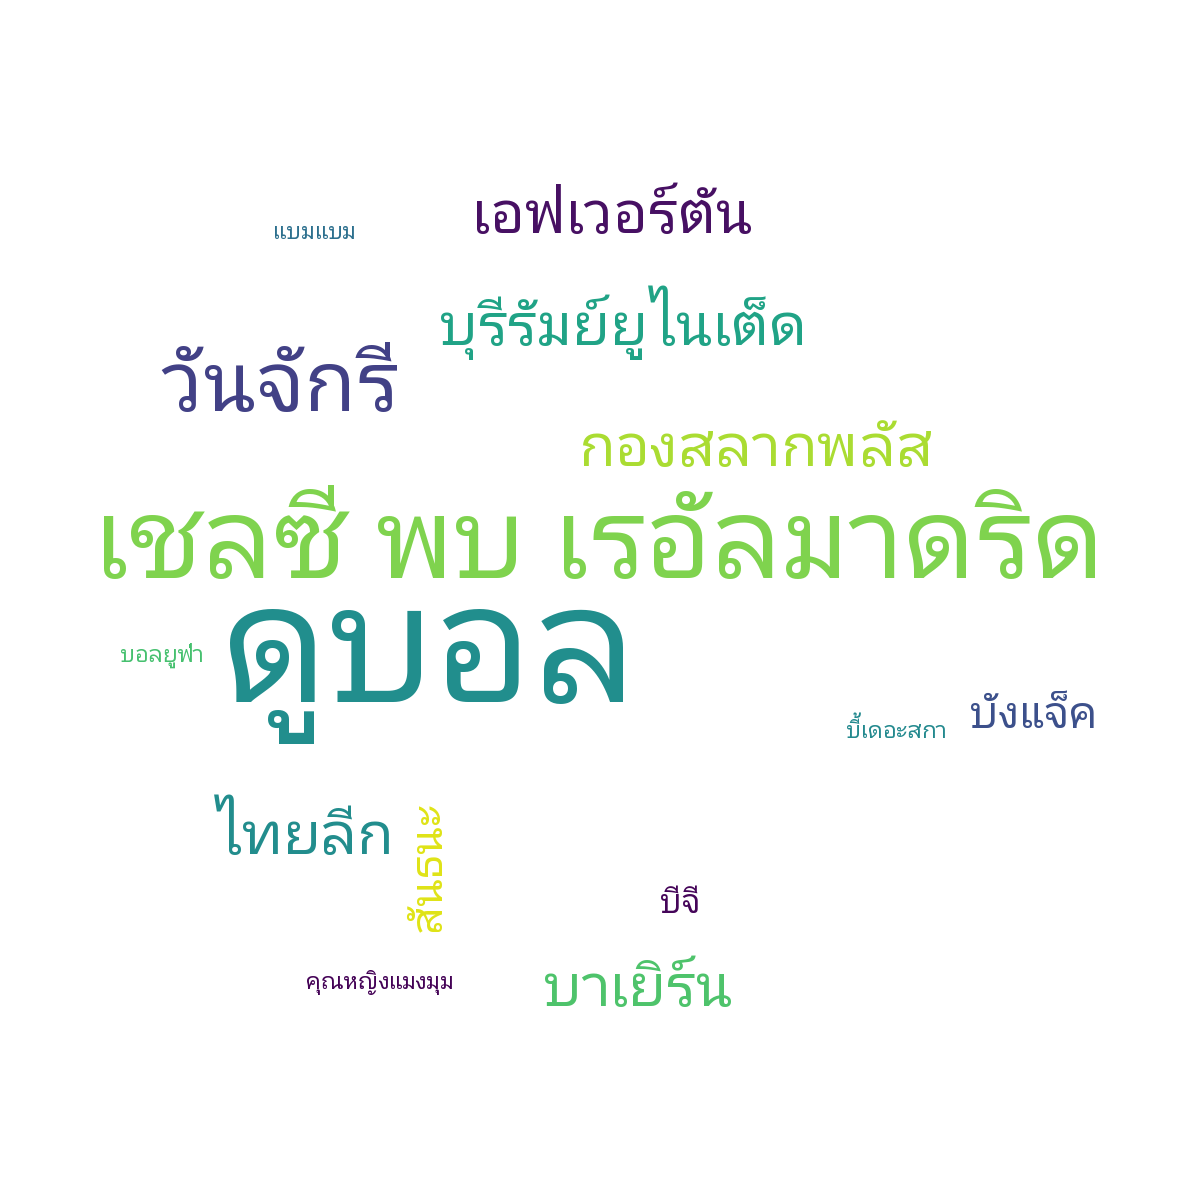 เอฟเวอร์ตัน
แบมแบม
บุรีรัมย์ยูไนเต็ด
วันจักรี
กองสลากพลัส
เชลซี พบ เรอัลมาดริด
ดูบอล
บอลยูฟ่า
บังแจ็ค
บี้เดอะสกา
ไทยลีก
สันธนะ
บีจี
คุณหญิงแมงมุม
บาเยิร์น